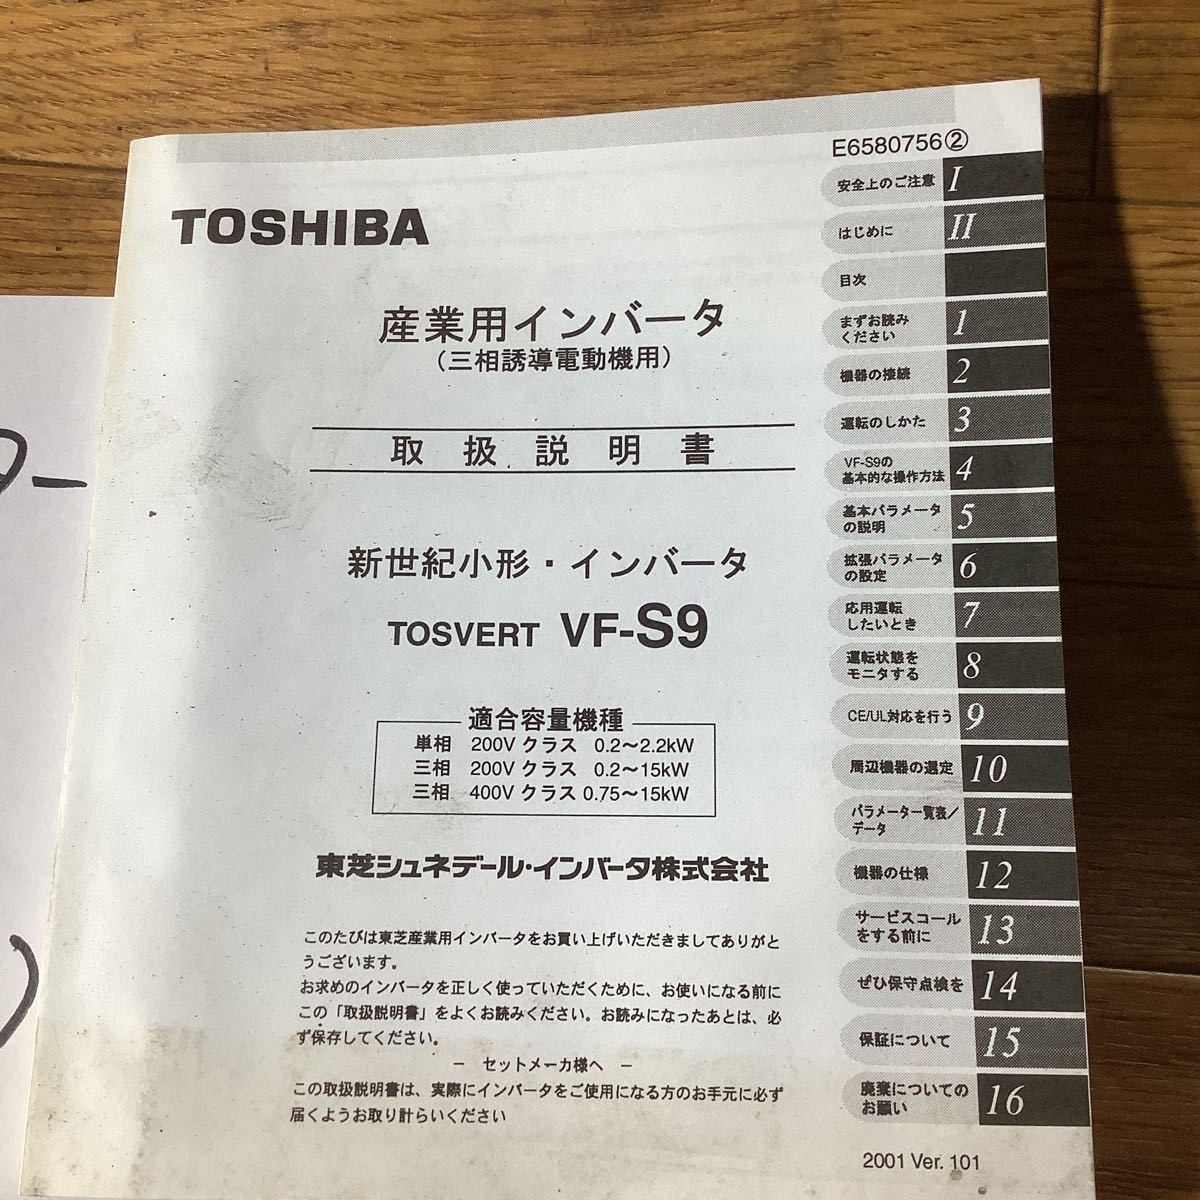 E6580756②
TOSHIBA
産業用インバータ
(三相誘導電動機用)
取扱説明書
新世紀小形・インバータ
TOSVERT VF-S9
適合容量機種
単相 200V クラス 0.2～2.2kW
三相 200V クラス 0.2～15kW
三相 400V クラス 0.75～15kW
東芝シュネデール・インバータ株式会社
このたびは東芝産業用インバータをお買い上げいただきましてありがと
うございます。
お求めのインバータを正しく使っていただくために、お使いになる前に
この「取扱説明書」をよくお読みください。お読みになったあとは、必
ず保存してください。
－ セットメーカ様へ －
この取扱説明書は、実際にインバータをご使用になる方のお手元に必ず
届くようお取り計らいください
安全上のご注意 I
はじめに II
目次
まずお読み
ください 1
機器の接続 2
運転のしかた 3
VF-S9の
基本的な操作方法 4
基本パラメータ
の説明 5
拡張パラメータ
の設定 6
応用運転
したいとき 7
運転状態を
モニタする 8
CE/UL対応を行う 9
周辺機器の選定 10
パラメーター覧表/
データ 11
機器の仕様 12
サービスコール
をする前に 13
ぜひ保守点検を 14
保証について 15
廃棄についての
お願い 16
2001 Ver. 101